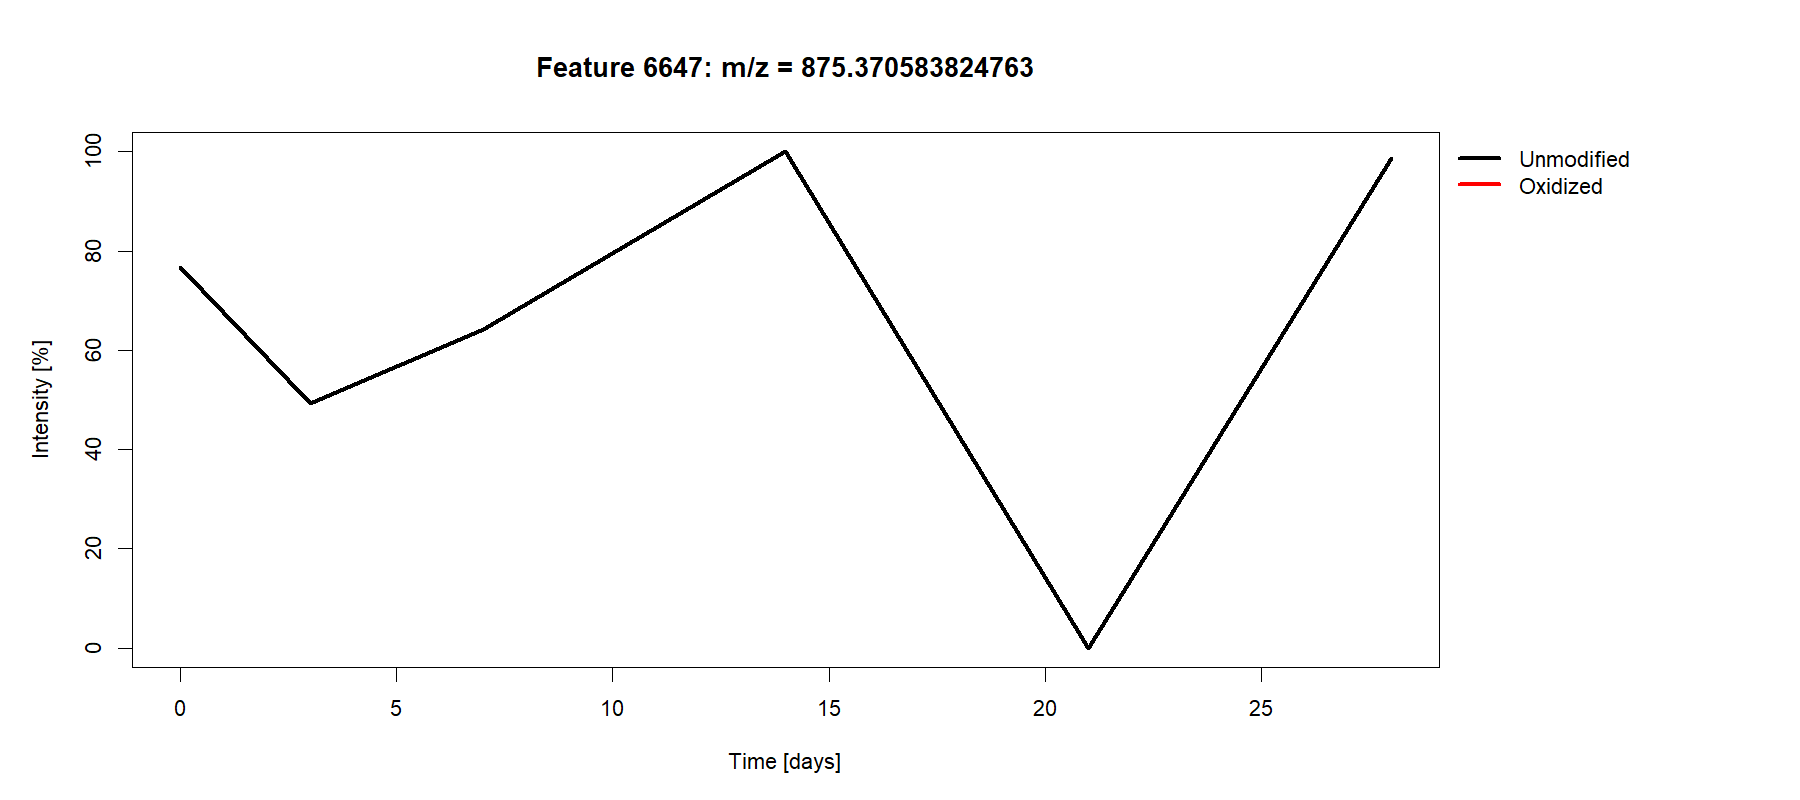 Feature 6647: m/z = 875.370583824763
Unmodified
Oxidized
Intensity [%]
100
80
60
40
20
0
0 5 10 15 20 25
Time [days]